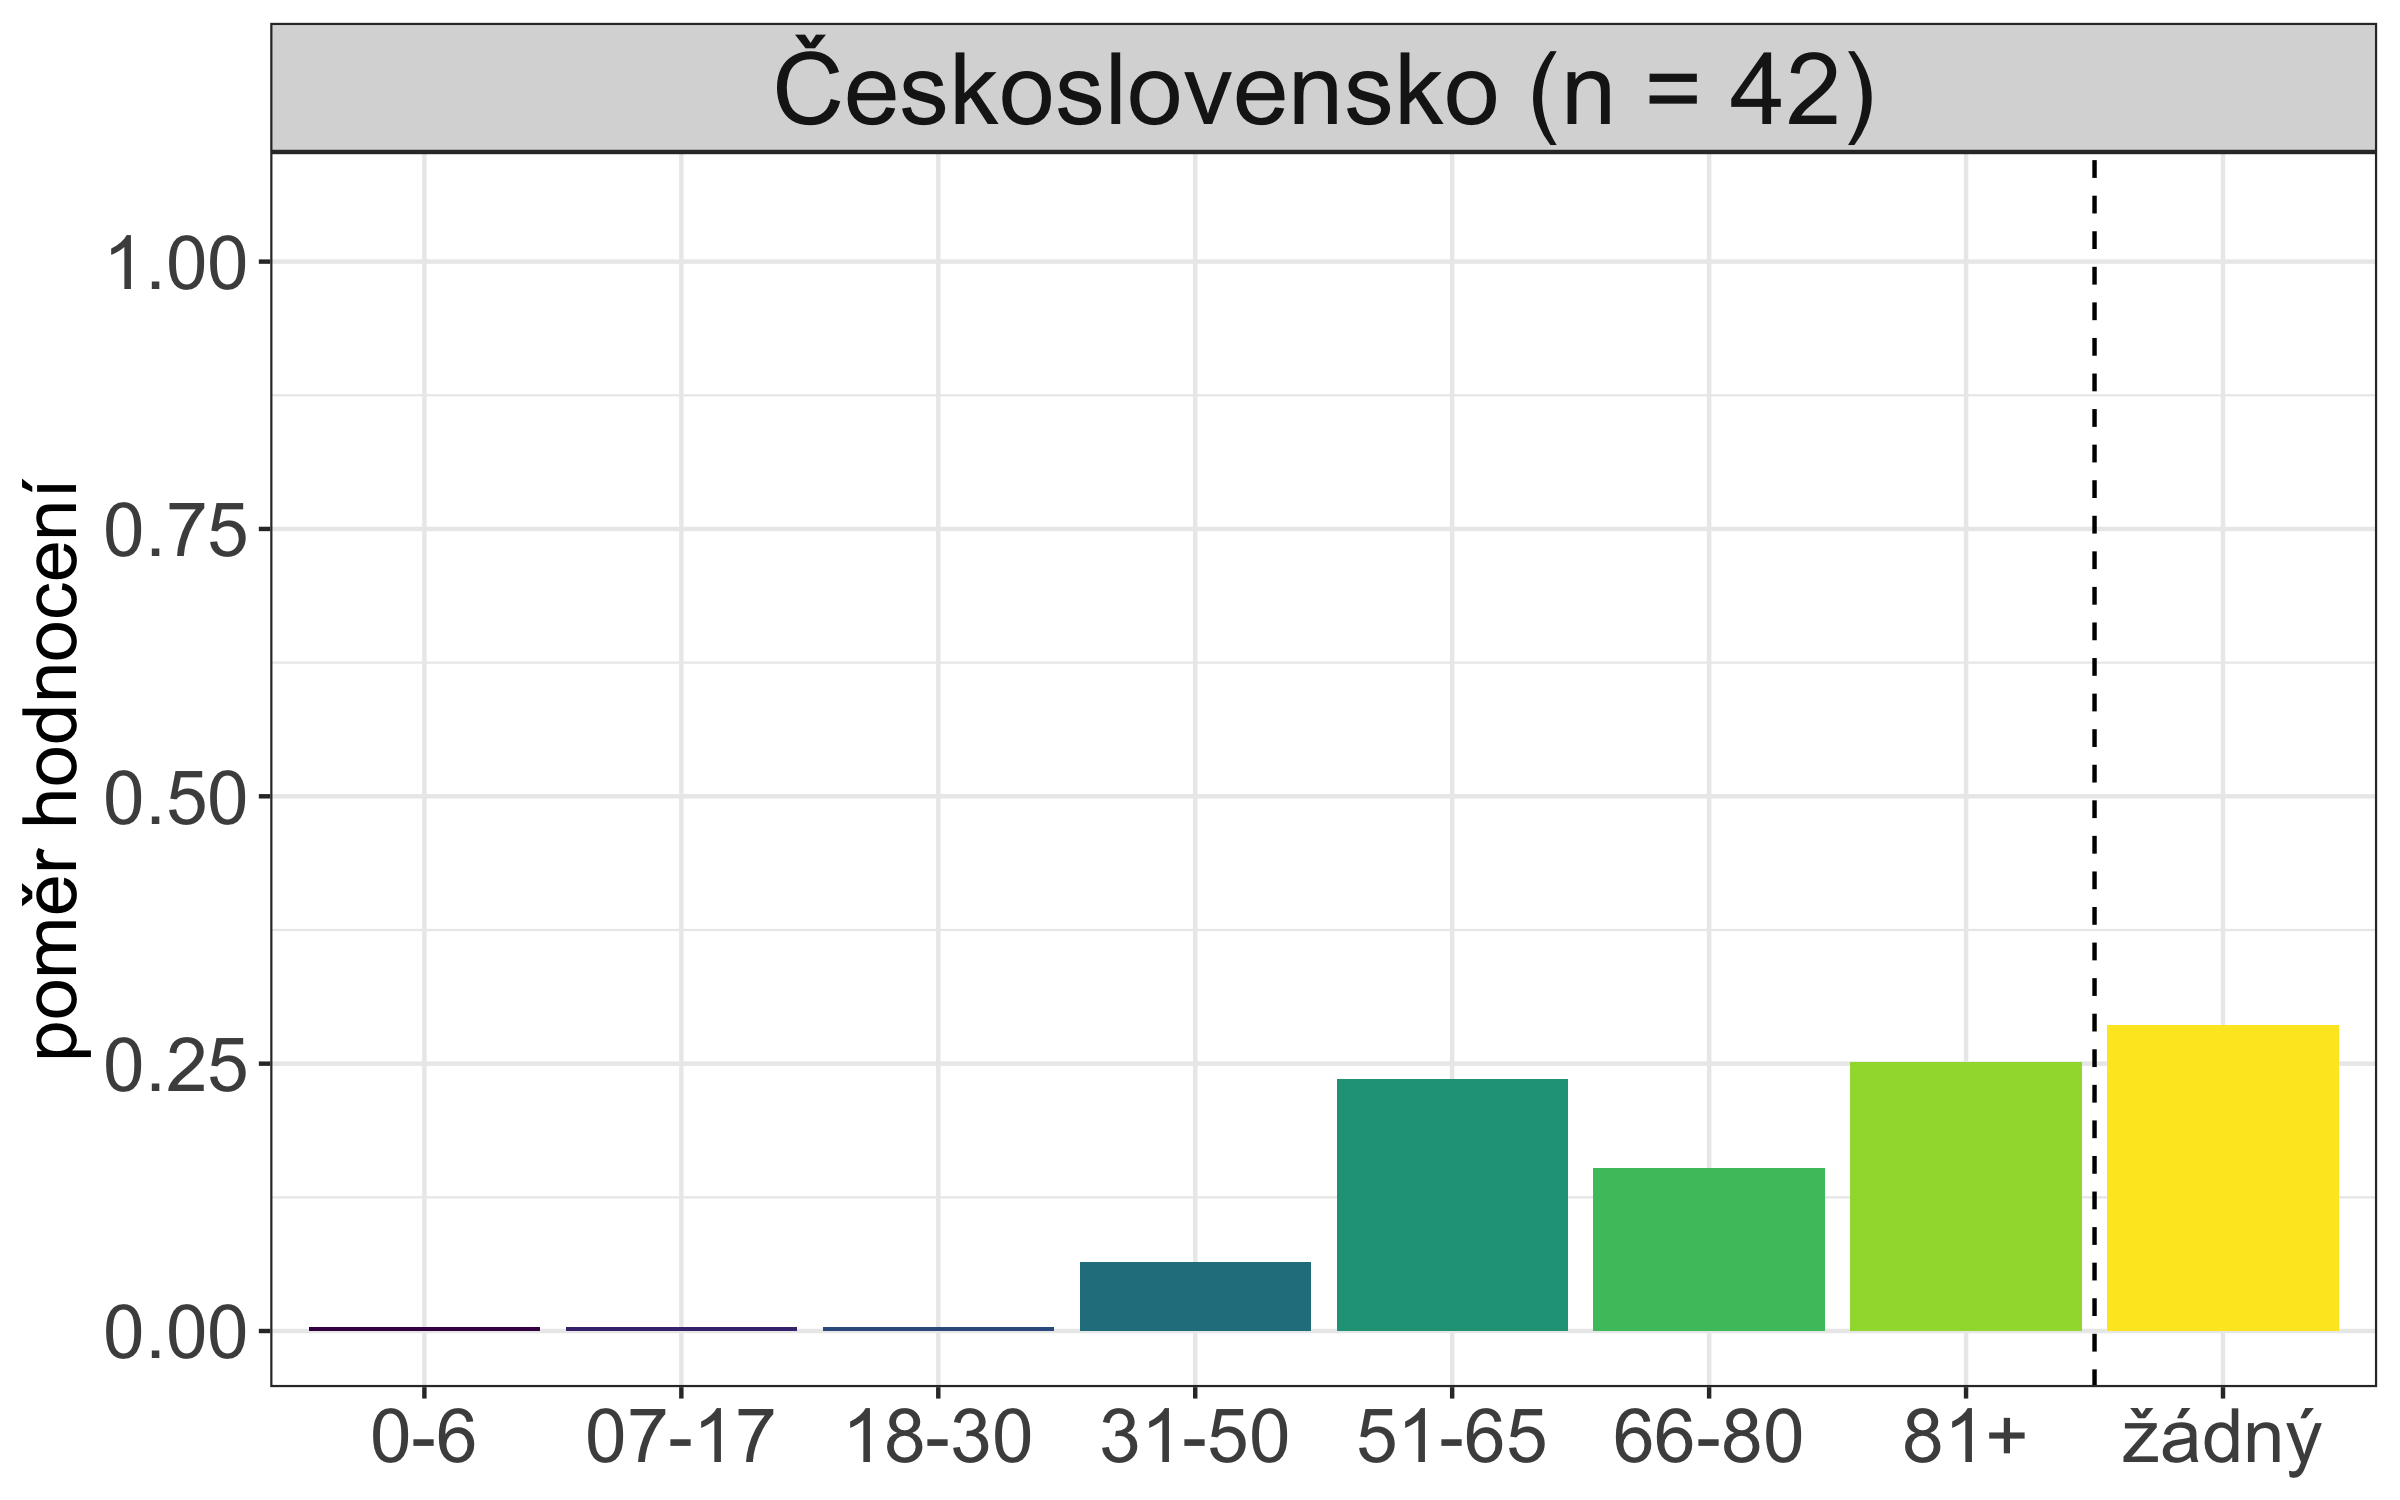 Československo (n = 42)
poměr hodnocení
1.00
0.75
0.50
0.25
0.00
0-6 07-17 18-30 31-50 51-65 66-80 81+ žádný